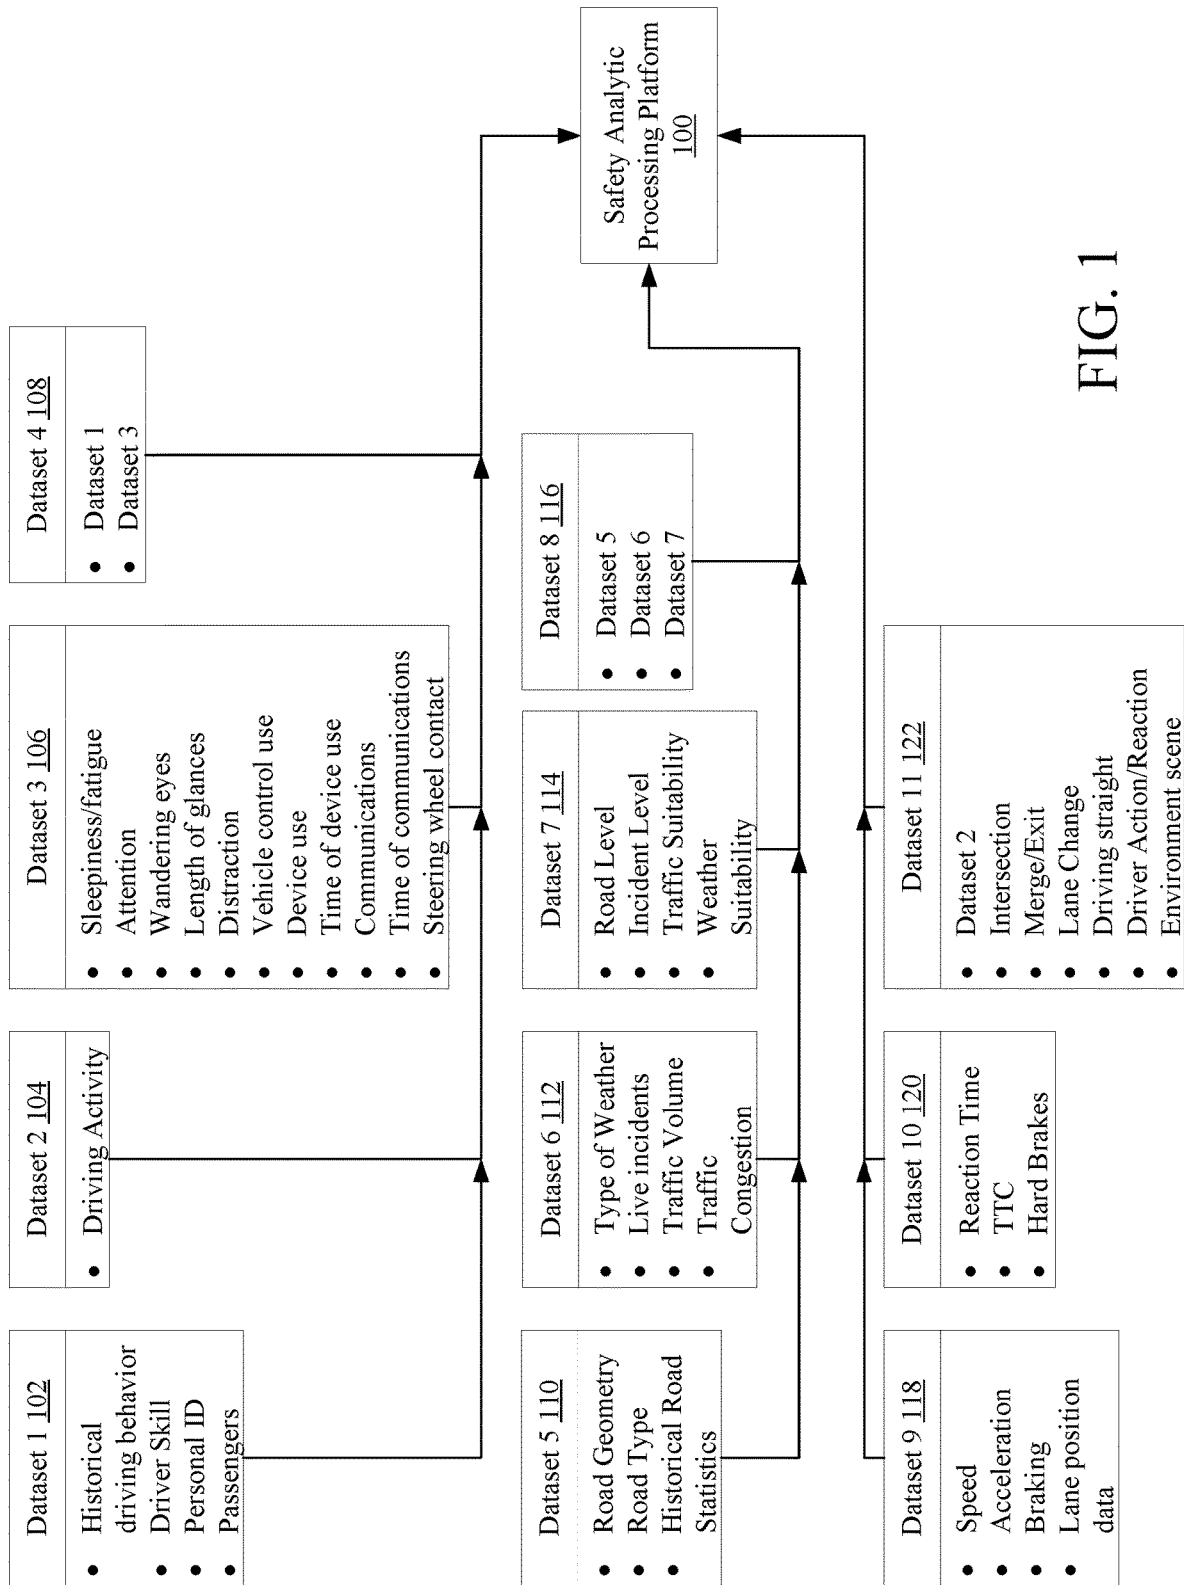 Dataset 1 102
Historical
driving behavior
Driver Skill
Personal ID
Passengers
Dataset 2 104
Driving Activity
Dataset 3 106
Sleepiness/fatigue
Attention
Wandering eyes
Length of glances
Distraction
Vehicle control use
Device use
Time of device use
Communications
Time of communications
Steering wheel contact
Dataset 4 108
Dataset 1
Dataset 3
Dataset 5 110
Road Geometry
Road Type
Historical Road
Statistics
Dataset 6 112
Type of Weather
Live incidents
Traffic Volume
Traffic
Congestion
Dataset 7 114
Road Level
Incident Level
Traffic Suitability
Weather
Suitability
Dataset 8 116
Dataset 5
Dataset 6
Dataset 7
Safety Analytic
Processing Platform
100
Dataset 9 118
Speed
Acceleration
Braking
Lane position
data
Dataset 10 120
Reaction Time
TTC
Hard Brakes
Dataset 11 122
Dataset 2
Intersection
Merge/Exit
Lane Change
Driving straight
Driver Action/Reaction
Environment scene
FIG. 1